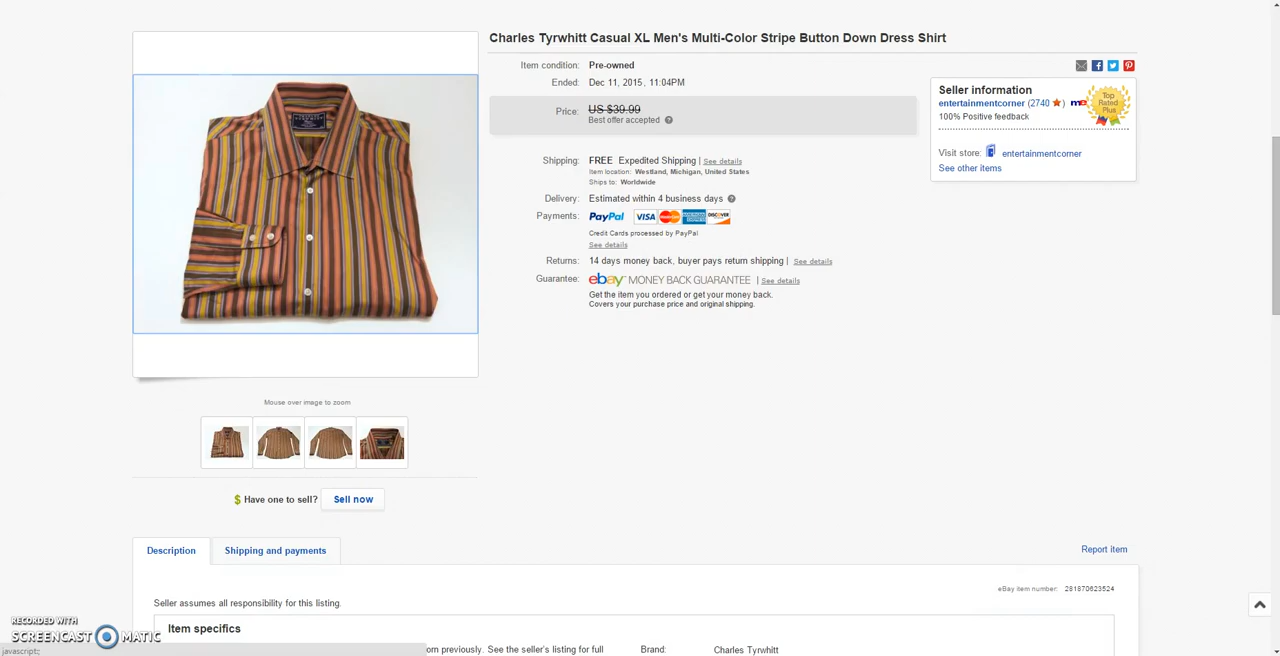 Charles Tyrwhitt Casual XL Men's Multi-Color Stripe Button Down Dress Shirt
Item condition: Pre-owned
Ended: Dec 11, 2015, 11:04PM
Price: US $39.99
Best offer accepted
Shipping: FREE Expedited Shipping | See details
Item location: Westland, Michigan, United States
Ships to: Worldwide
Delivery: Estimated within 4 business days
Payments: PayPal VISA MasterCard AMERICAN EXPRESS DISCOVER
Credit Cards processed by PayPal
See details
Returns: 14 days money back, buyer pays return shipping | See details
Guarantee: ebay MONEY BACK GUARANTEE | See details
Get the item you ordered or get your money back.
Covers your purchase price and original shipping.
Seller information
entertainmentcorner (2740 ) me
100% Positive feedback
Top
Rated
Plus
Visit store: entertainmentcorner
See other items
Mouse over image to zoom
$ Have one to sell? Sell now
Description
Shipping and payments
Report item
eBay item number: 281870623524
Seller assumes all responsibility for this listing.
Item specifics
om previously. See the seller's listing for full
Brand: Charles Tyrwhitt
RECORDED WITH
SCREENCAST MATIC
javascript:;